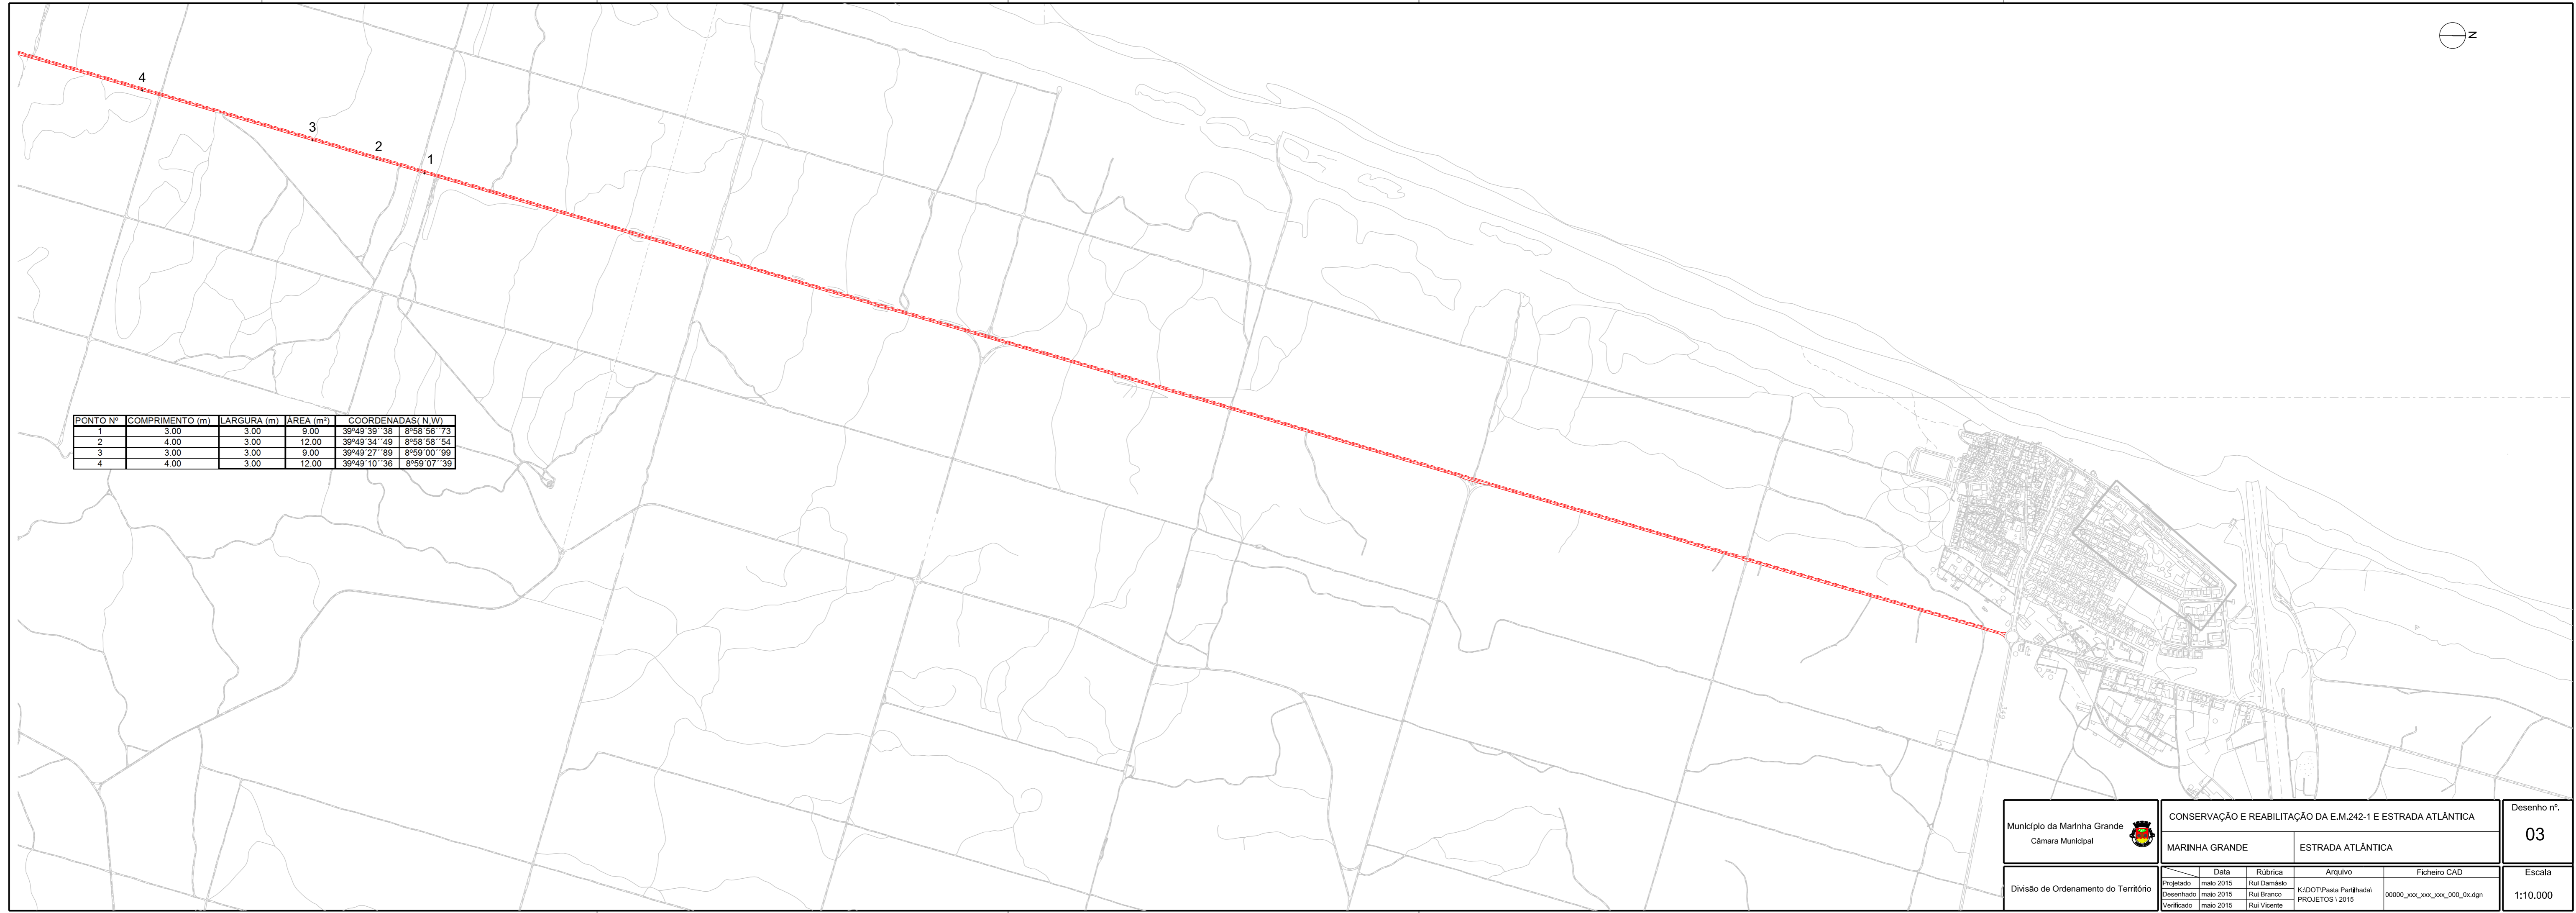 N
4
3
2
1
PONTO Nº COMPRIMENTO (m) LARGURA (m) ÁREA (m²) COORDENADAS( N,W)
1 3.00 3.00 9.00 39º49´39´´38 8º58´56´´73
2 4.00 3.00 12.00 39º49´34´´49 8º58´58´´54
3 3.00 3.00 9.00 39º49´27´´89 8º59´00´´99
4 4.00 3.00 12.00 39º49´10´´36 8º59´07´´39
Município da Marinha Grande
Câmara Municipal
Divisão de Ordenamento do Território
CONSERVAÇÃO E REABILITAÇÃO DA E.M.242-1 E ESTRADA ATLÂNTICA
MARINHA GRANDE ESTRADA ATLÂNTICA
Data Rúbrica Arquivo Ficheiro CAD
Projetado maio 2015 Rui Damásio
Desenhado maio 2015 Rui Branco
Verificado maio 2015 Rui Vicente
K:\DOT\Pasta Partilhada\
PROJETOS \ 2015
00000_xxx_xxx_xxx_000_0x.dgn
Desenho nº.
03
Escala
1:10.000